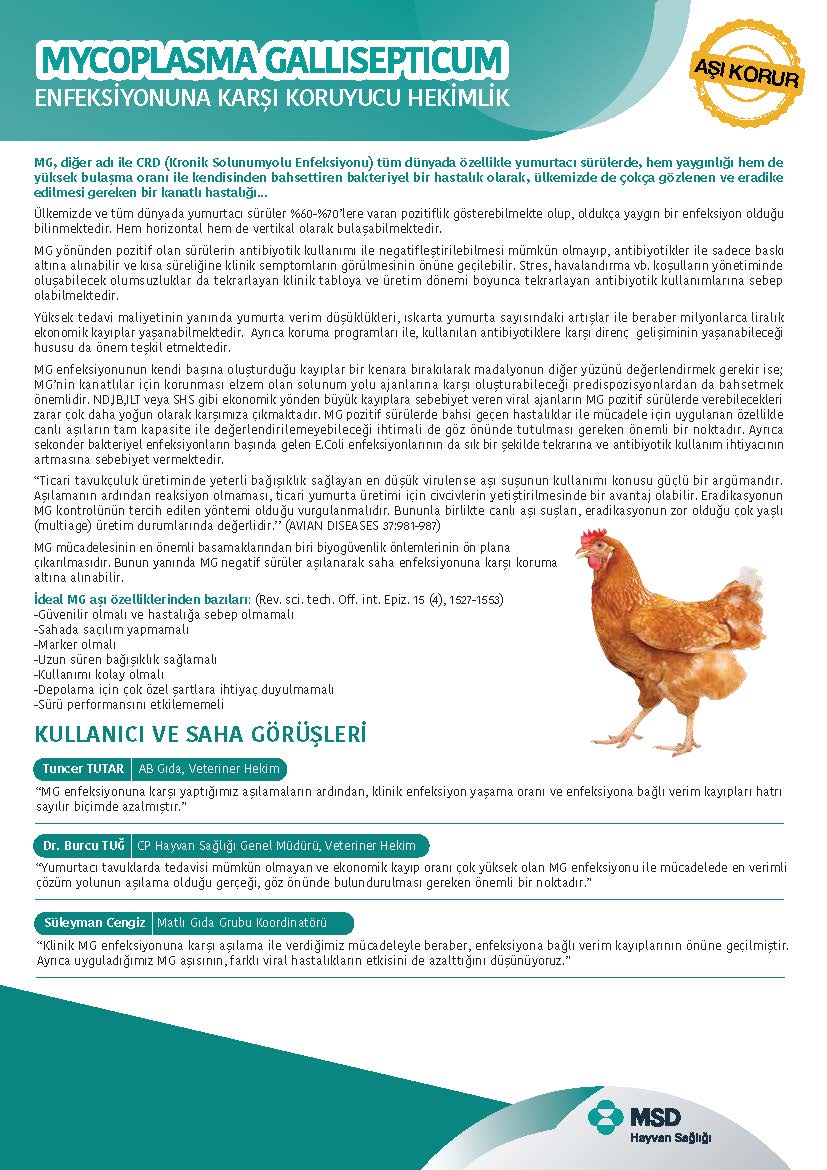 MYCOPLASMA GALLISEPTICUM
ENFEKSİYONUNA KARŞI KORUYUCU HEKİMLİK
AŞI KORUR
MG, diğer adı ile CRD (Kronik Solunumyolu Enfeksiyonu) tüm dünyada özellikle yumurtacı sürülerde, hem yaygınlığı hem de
yüksek bulaşma oranı ile kendisinden bahsettiren bakteriyel bir hastalık olarak, ülkemizde de çokça gözlenen ve eradike
edilmesi gereken bir kanatlı hastalığı...
Ülkemizde ve tüm dünyada yumurtacı sürüler %60-%70'lere varan pozitiflik gösterebilmekte olup, oldukça yaygın bir enfeksiyon olduğu
bilinmektedir. Hem horizontal hem de vertikal olarak bulaşabilmektedir.
MG yönünden pozitif olan sürülerin antibiyotik kullanımı ile negatifleştirilebilmesi mümkün olmayıp, antibiyotikler ile sadece baskı
altına alınabilir ve kısa süreliğine klinik semptomların görülmesinin önüne geçilebilir. Stres, havalandırma vb. koşulların yönetiminde
oluşabilecek olumsuzluklar da tekrarlayan klinik tabloya ve üretim dönemi boyunca tekrarlayan antibiyotik kullanımlarına sebep
olabilmektedir.
Yüksek tedavi maliyetinin yanında yumurta verim düşüklükleri, ıskarta yumurta sayısındaki artışlar ile beraber milyonlarca liralık
ekonomik kayıplar yaşanabilmektedir. Ayrıca koruma programları ile, kullanılan antibiyotiklere karşı direnç gelişiminin yaşanabileceği
hususu da önem teşkil etmektedir.
MG enfeksiyonunun kendi başına oluşturduğu kayıplar bir kenara bırakılarak madalyonun diğer yüzünü değerlendirmek gerekir ise;
MG'nin kanatlılar için korunması elzem olan solunum yolu ajanlarına karşı oluşturabileceği predispozisyonlardan da bahsetmek
önemlidir. ND,IB,ILT veya SHS gibi ekonomik yönden büyük kayıplara sebebiyet veren viral ajanların MG pozitif sürülerde verebilecekleri
zarar çok daha yoğun olarak karşımıza çıkmaktadır. MG pozitif sürülerde bahsi geçen hastalıklar ile mücadele için uygulanan özellikle
canlı aşıların tam kapasite ile değerlendirilemeyebileceği ihtimali de göz önünde tutulması gereken önemli bir noktadır. Ayrıca
sekonder bakteriyel enfeksiyonların başında gelen E.Coli enfeksiyonlarının da sık bir şekilde tekrarına ve antibiyotik kullanım ihtiyacının
artmasına sebebiyet vermektedir.
“Ticari tavukçuluk üretiminde yeterli bağışıklık sağlayan en düşük virulense aşı suşunun kullanımı konusu güçlü bir argümandır.
Aşılamanın ardından reaksiyon olmaması, ticari yumurta üretimi için civcivlerin yetiştirilmesinde bir avantaj olabilir. Eradikasyonun
MG kontrolünün tercih edilen yöntemi olduğu vurgulanmalıdır. Bununla birlikte canlı aşı suşları, eradikasyonun zor olduğu çok yaşlı
(multiage) üretim durumlarında değerlidir.’’ (AVIAN DISEASES 37:981-987)
MG mücadelesinin en önemli basamaklarından biri biyogüvenlik önlemlerinin ön plana
çıkarılmasıdır. Bunun yanında MG negatif sürüler aşılanarak saha enfeksiyonuna karşı koruma
altına alınabilir.
İdeal MG aşı özelliklerinden bazıları: (Rev. sci. tech. Off. int. Epiz. 15 (4), 1527-1553)
-Güvenilir olmalı ve hastalığa sebep olmamalı
-Sahada saçılım yapmamalı
-Marker olmalı
-Uzun süren bağışıklık sağlamalı
-Kullanımı kolay olmalı
-Depolama için çok özel şartlara ihtiyaç duyulmamalı
-Sürü performansını etkilememeli
KULLANICI VE SAHA GÖRÜŞLERİ
Tuncer TUTAR AB Gıda, Veteriner Hekim
“MG enfeksiyonuna karşı yaptığımız aşılamaların ardından, klinik enfeksiyon yaşama oranı ve enfeksiyona bağlı verim kayıpları hatrı
sayılır biçimde azalmıştır.”
Dr. Burcu TUĞ CP Hayvan Sağlığı Genel Müdürü, Veteriner Hekim
“Yumurtacı tavuklarda tedavisi mümkün olmayan ve ekonomik kayıp oranı çok yüksek olan MG enfeksiyonu ile mücadelede en verimli
çözüm yolunun aşılama olduğu gerçeği, göz önünde bulundurulması gereken önemli bir noktadır.”
Süleyman Cengiz Matlı Gıda Grubu Koordinatörü
“Klinik MG enfeksiyonuna karşı aşılama ile verdiğimiz mücadeleyle beraber, enfeksiyona bağlı verim kayıplarının önüne geçilmiştir.
Ayrıca uyguladığımız MG aşısının, farklı viral hastalıkların etkisini de azalttığını düşünüyoruz.”
MSD
Hayvan Sağlığı